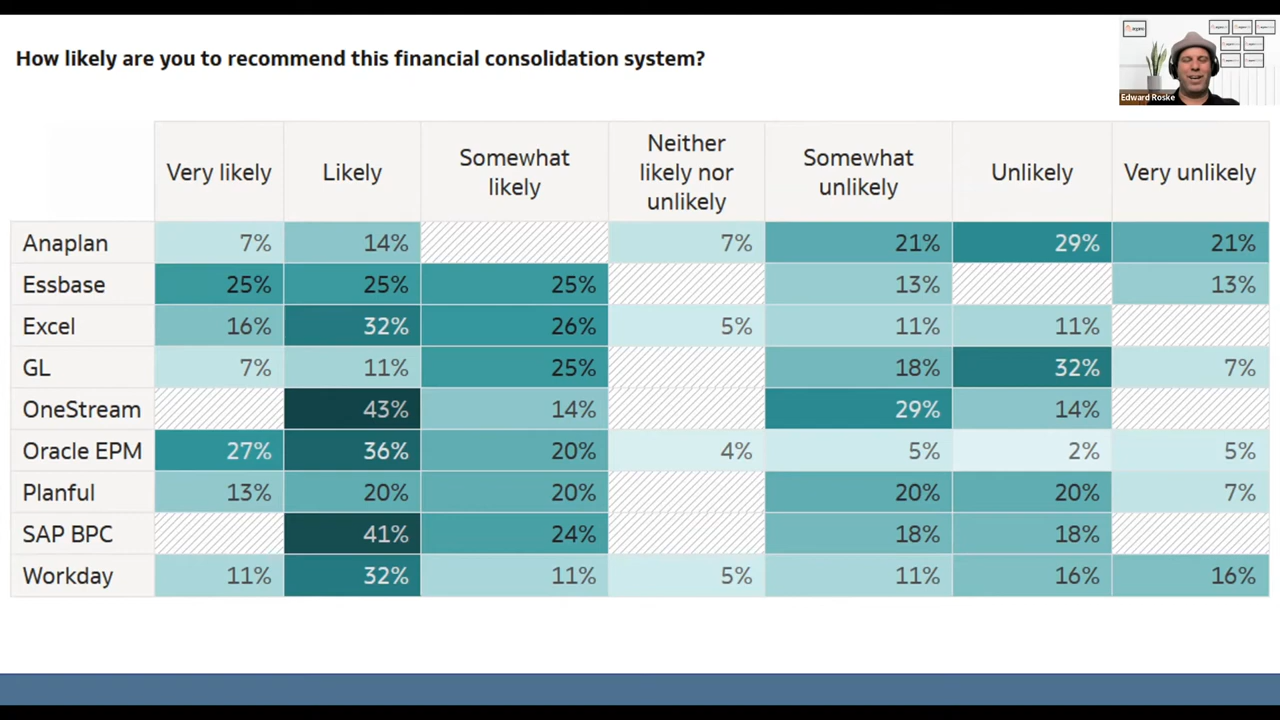 How likely are you to recommend this financial consolidation system?
Edward Roske
Very likely Likely Somewhat likely Neither likely nor unlikely Somewhat unlikely Unlikely Very unlikely
Anaplan 7% 14% 7% 21% 29% 21%
Essbase 25% 25% 25% 13% 13%
Excel 16% 32% 26% 5% 11% 11%
GL 7% 11% 25% 18% 32% 7%
OneStream 43% 14% 29% 14%
Oracle EPM 27% 36% 20% 4% 5% 2% 5%
Planful 13% 20% 20% 20% 20% 7%
SAP BPC 41% 24% 18% 18%
Workday 11% 32% 11% 5% 11% 16% 16%